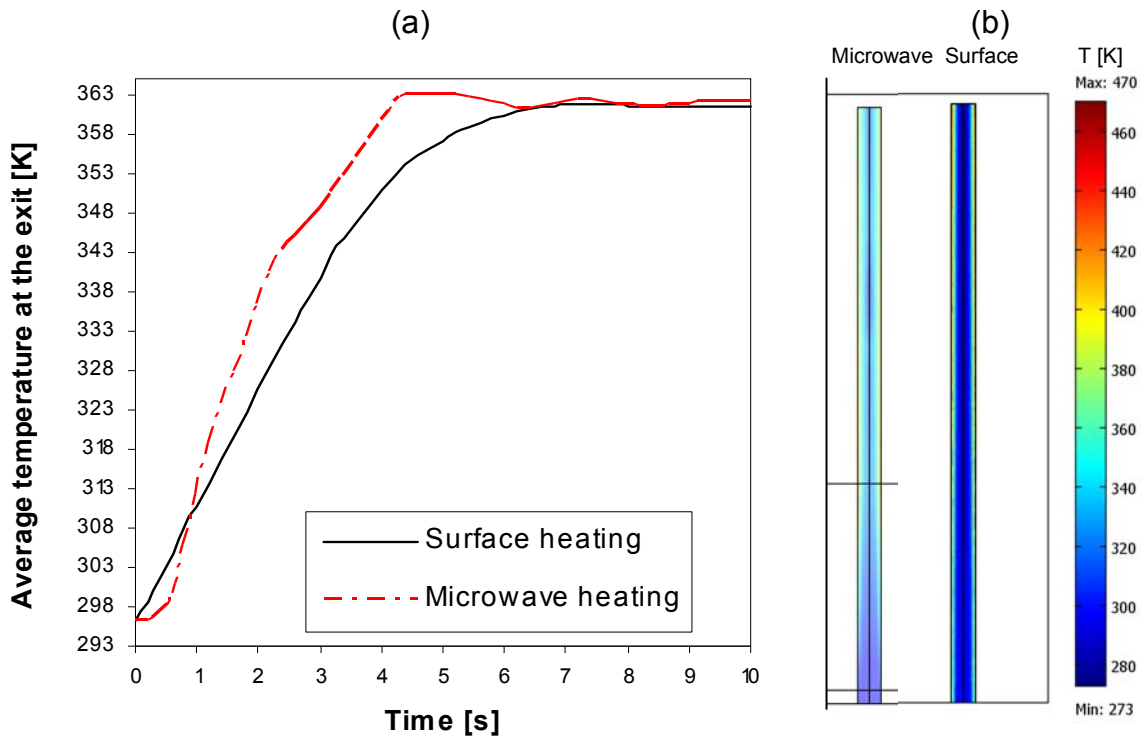 (a)
Average temperature at the exit [K]
363
358
353
348
343
338
333
328
323
318
313
308
303
298
293
Surface heating
Microwave heating
0 1 2 3 4 5 6 7 8 9 10
Time [s]
(b)
Microwave Surface T [K]
Max: 470
460
440
420
400
380
360
340
320
300
280
Min: 273